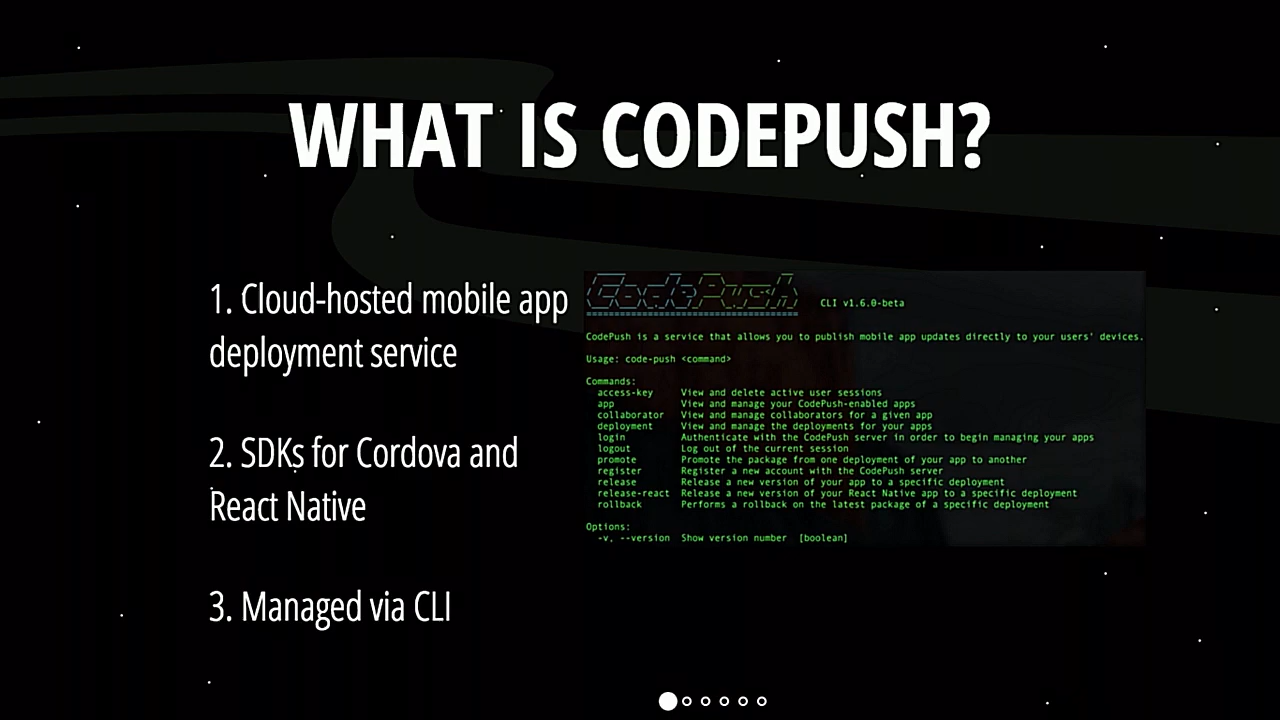 WHAT IS CODEPUSH?
1. Cloud-hosted mobile app
deployment service
2. SDKs for Cordova and
React Native
3. Managed via CLI
CodePush CLI v1.6.0-beta
CodePush is a service that allows you to publish mobile app updates directly to your users' devices.
Usage: code-push <command>
Commands:
access-key View and delete active user sessions
app View and manage your CodePush-enabled apps
collaborator View and manage collaborators for a given app
deployment View and manage the deployments for your apps
login Authenticate with the CodePush server in order to begin managing your apps
logout Log out of the current session
promote Promote the package from one deployment of your app to another
register Register a new account with the CodePush server
release Release a new version of your app to a specific deployment
release-react Release a new version of your React Native app to a specific deployment
rollback Performs a rollback on the latest package of a specific deployment
Options:
-v, --version Show version number [boolean]